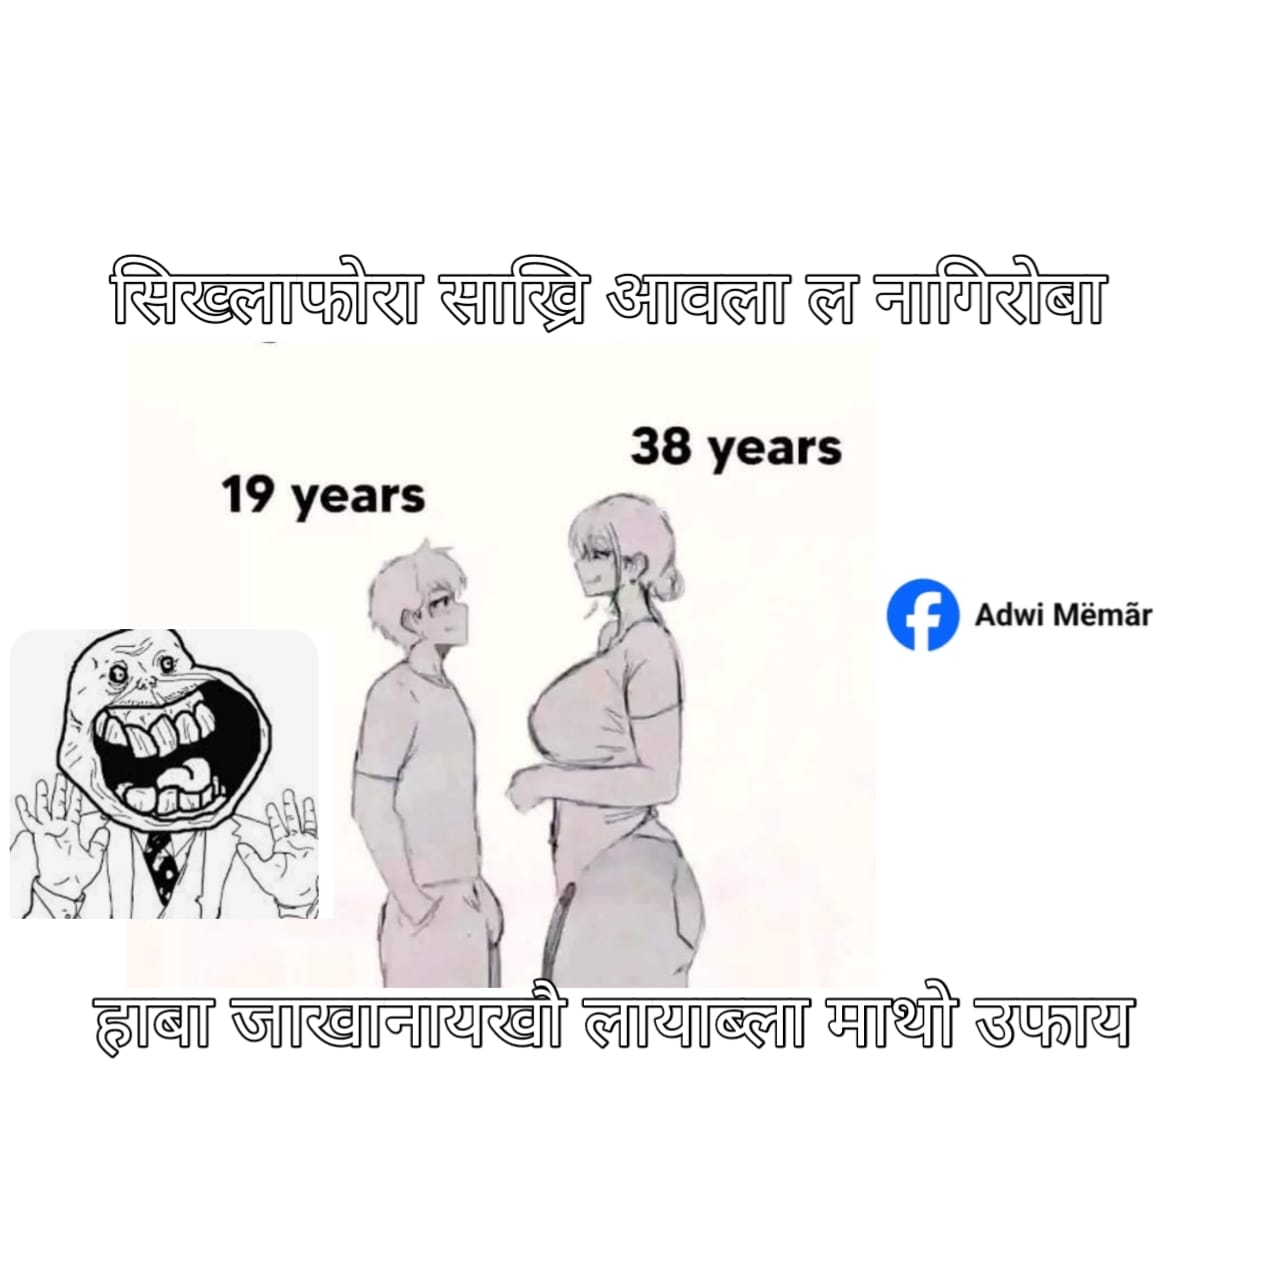 सिख्लाफोरा साख्रि आवला ल नागिरोबा
38 years
19 years
Adwi Mëmãr
हाबा जाखानायखौ लायाब्ला माथो उफाय